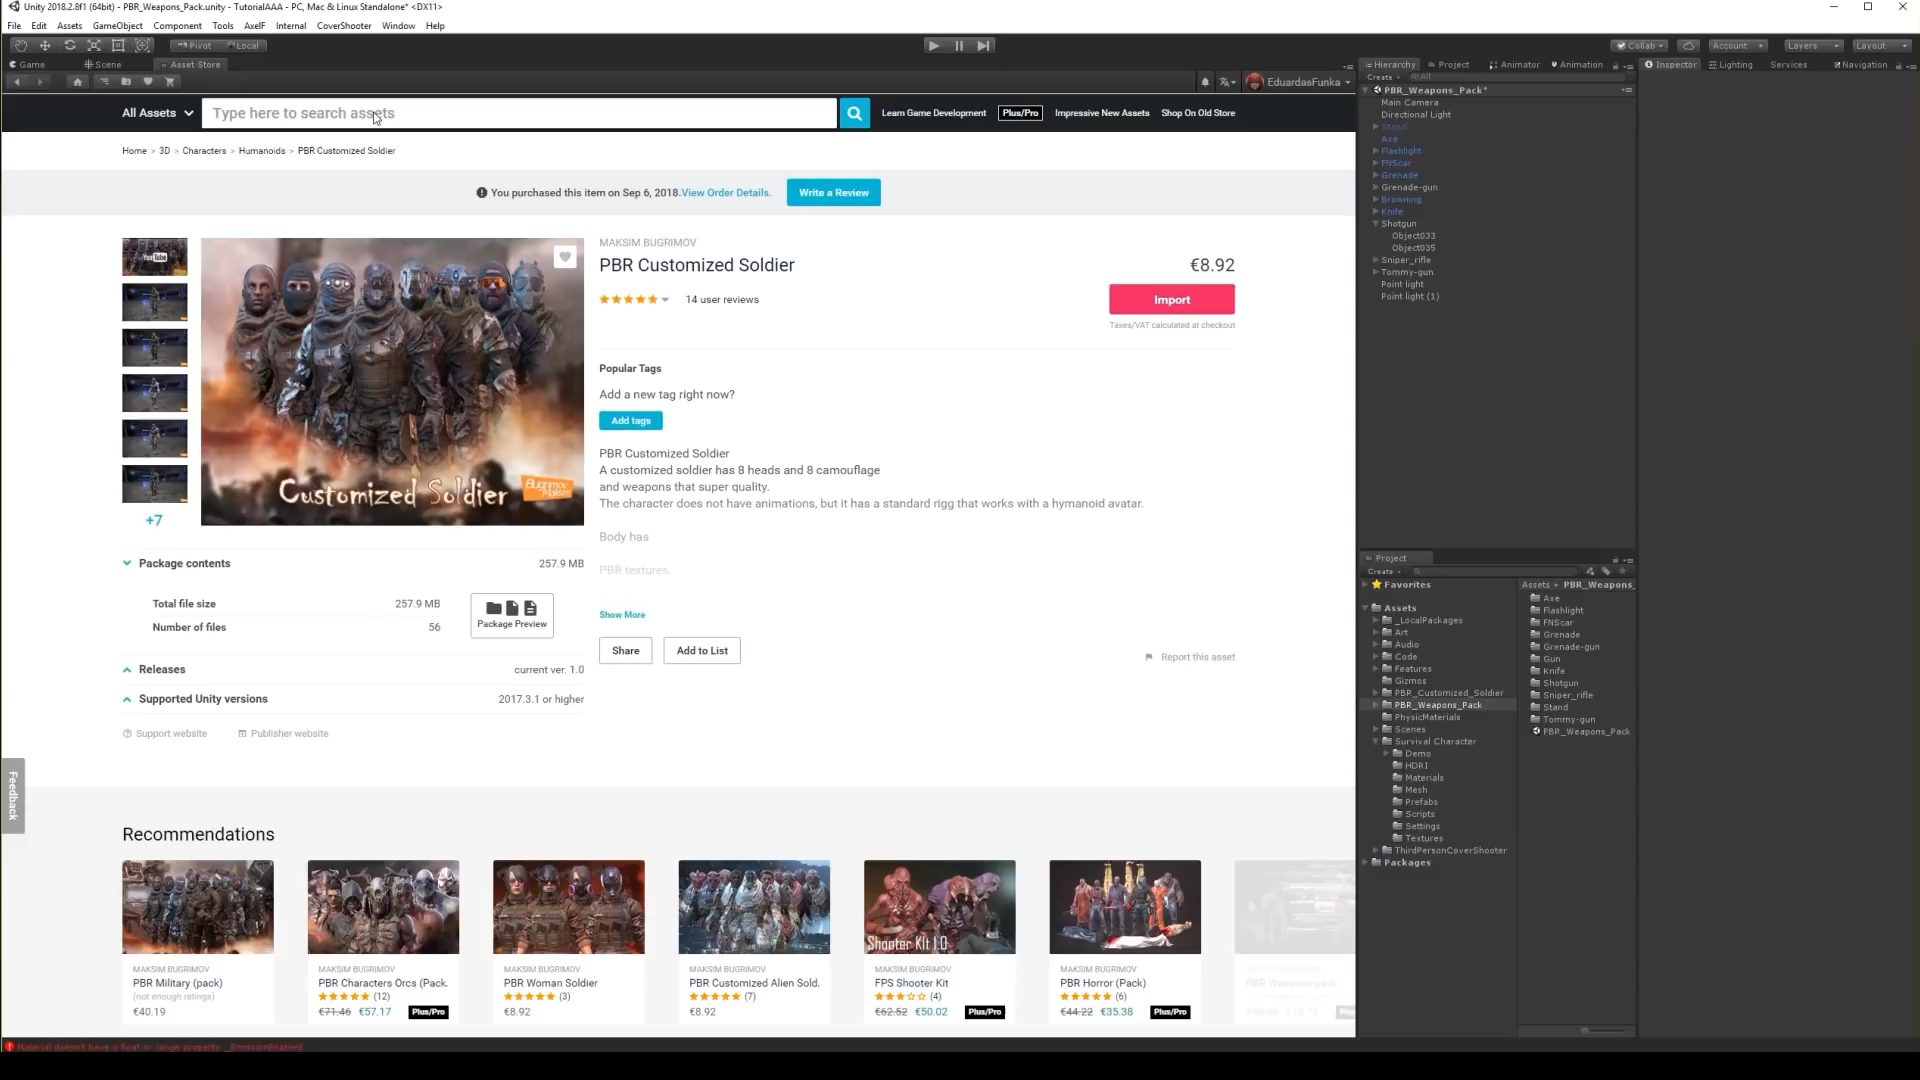 Unity 2018.2.8f1 (64bit) - PBR_Weapons_Pack.unity - TutorialAAA - PC, Mac & Linux Standalone* <DX11>
File Edit Assets GameObject Component Tools AxelF Internal CoverShooter Window Help
Pivot Local Collab Account Layers Layout
Game Scene Asset Store
EduardasFunka
All Assets Type here to search assets Learn Game Development Plus/Pro Impressive New Assets Shop On Old Store
Home > 3D > Characters > Humanoids > PBR Customized Soldier
You purchased this item on Sep 6, 2018. View Order Details. Write a Review
YouTube
+7
Customized Soldier
Bugrimov Maksim
MAKSIM BUGRIMOV
PBR Customized Soldier
14 user reviews
€8.92
Import
Taxes/VAT calculated at checkout
Popular Tags
Add a new tag right now?
Add tags
PBR Customized Soldier
A customized soldier has 8 heads and 8 camouflage
and weapons that super quality.
The character does not have animations, but it has a standard rigg that works with a hymanoid avatar.
Body has
PBR textures.
Show More
Share Add to List
Report this asset
Package contents 257.9 MB
Total file size 257.9 MB
Number of files 56
Package Preview
Releases current ver. 1.0
Supported Unity versions 2017.3.1 or higher
Support website Publisher website
Feedback
Recommendations
MAKSIM BUGRIMOV
PBR Military (pack)
(not enough ratings)
€40.19
MAKSIM BUGRIMOV
PBR Characters Orcs (Pack.
(12)
€71.46 €57.17 Plus/Pro
MAKSIM BUGRIMOV
PBR Woman Soldier
(3)
€8.92
MAKSIM BUGRIMOV
PBR Customized Alien Sold.
(7)
€8.92
Shooter Kit 1.0
MAKSIM BUGRIMOV
FPS Shooter Kit
(4)
€62.52 €50.02 Plus/Pro
MAKSIM BUGRIMOV
PBR Horror (Pack)
(6)
€44.22 €35.38 Plus/Pro
PBR Weapons pack
Material doesn't have a float or range property '_EmissionEnabled'
Hierarchy Project Animator Animation
Create All
PBR_Weapons_Pack*
Main Camera
Directional Light
Stand
Axe
Flashlight
FNScar
Grenade
Grenade-gun
Browning
Knife
Shotgun
Object033
Object035
Sniper_rifle
Tommy-gun
Point light
Point light (1)
Inspector Lighting Services Navigation
Project
Create
Favorites
Assets
_LocalPackages
Art
Audio
Code
Features
Gizmos
PBR_Customized_Soldier
PBR_Weapons_Pack
PhysicMaterials
Scenes
Survival Character
Demo
HDRI
Materials
Mesh
Prefabs
Scripts
Settings
Textures
ThirdPersonCoverShooter
Packages
Assets > PBR_Weapons_
Axe
Flashlight
FNScar
Grenade
Grenade-gun
Gun
Knife
Shotgun
Sniper_rifle
Stand
Tommy-gun
PBR_Weapons_Pack